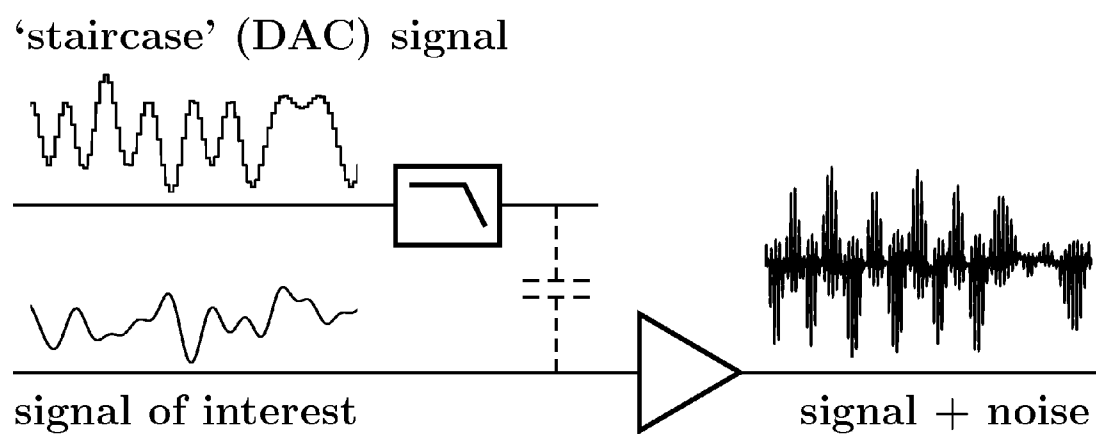 ‘staircase’ (DAC) signal
signal of interest
signal + noise